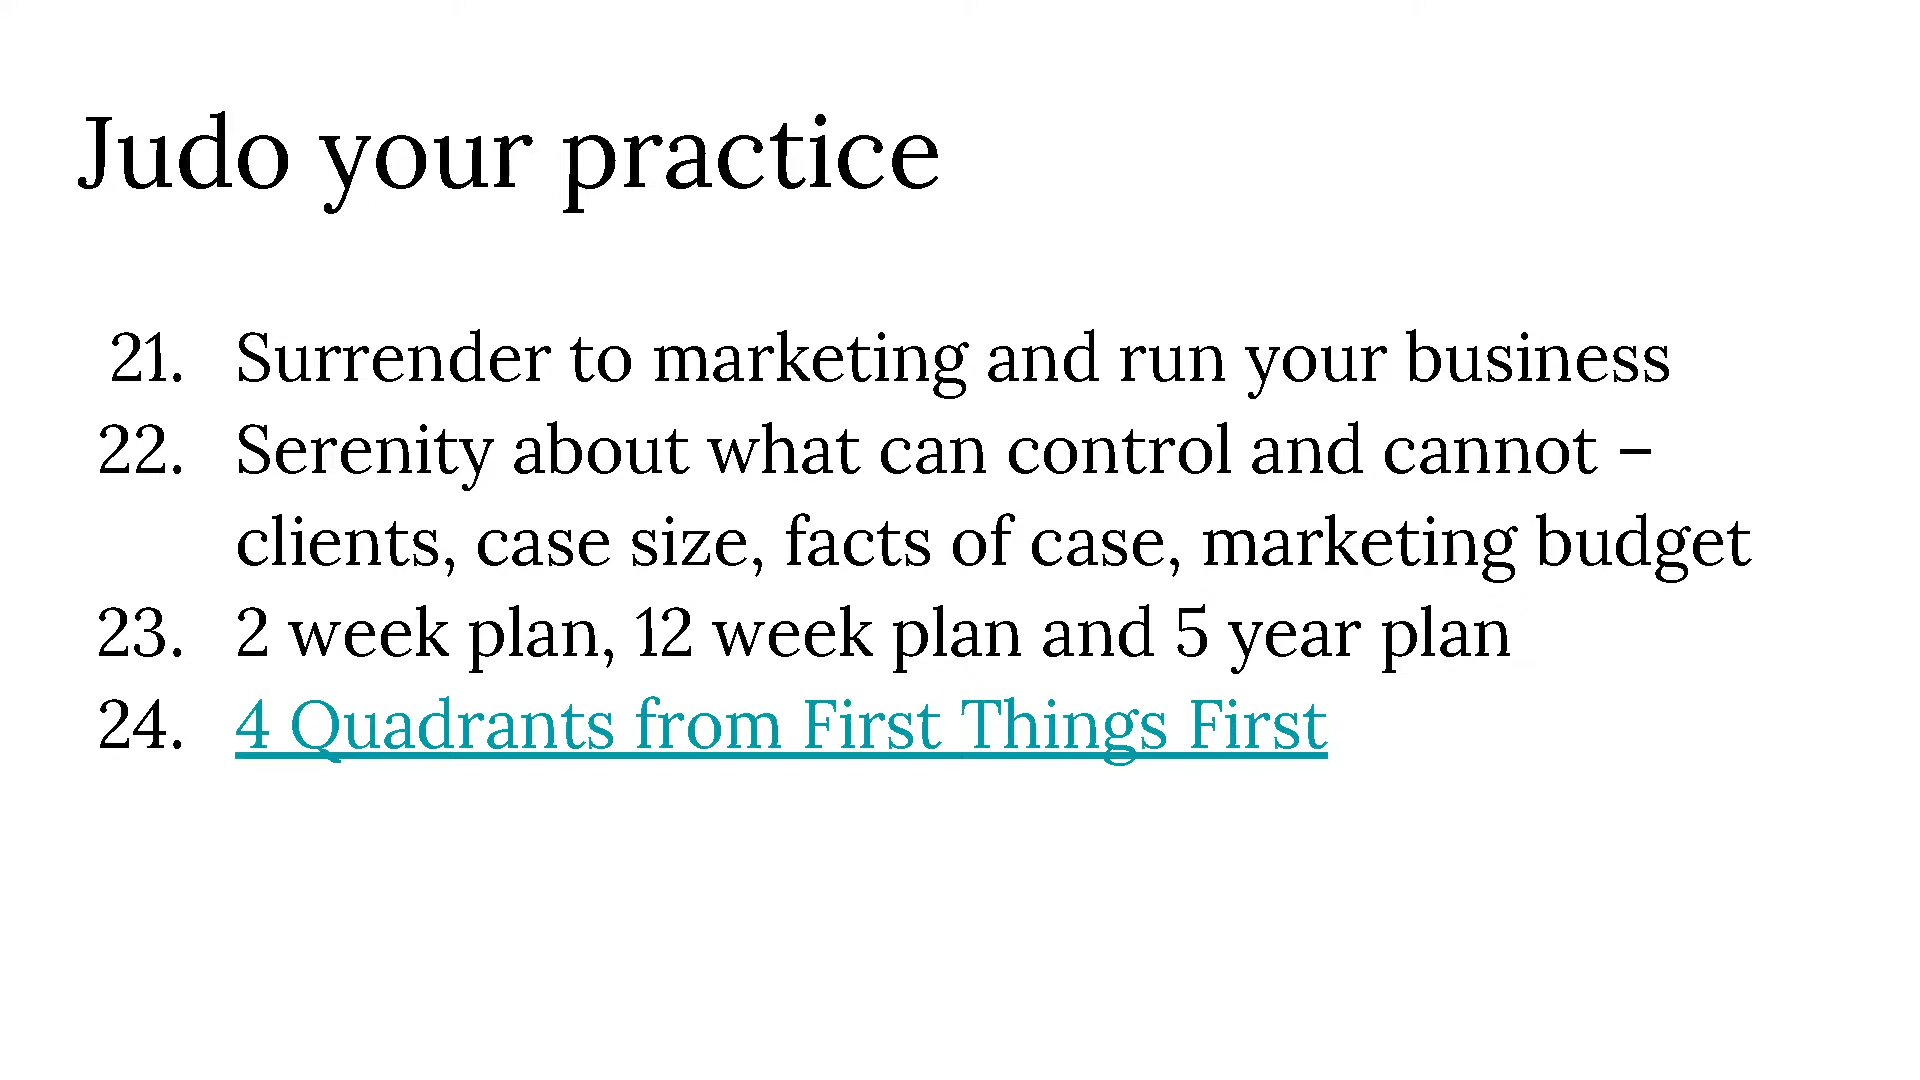 Judo your practice
21. Surrender to marketing and run your business
22. Serenity about what can control and cannot –
clients, case size, facts of case, marketing budget
23. 2 week plan, 12 week plan and 5 year plan
24. 4 Quadrants from First Things First